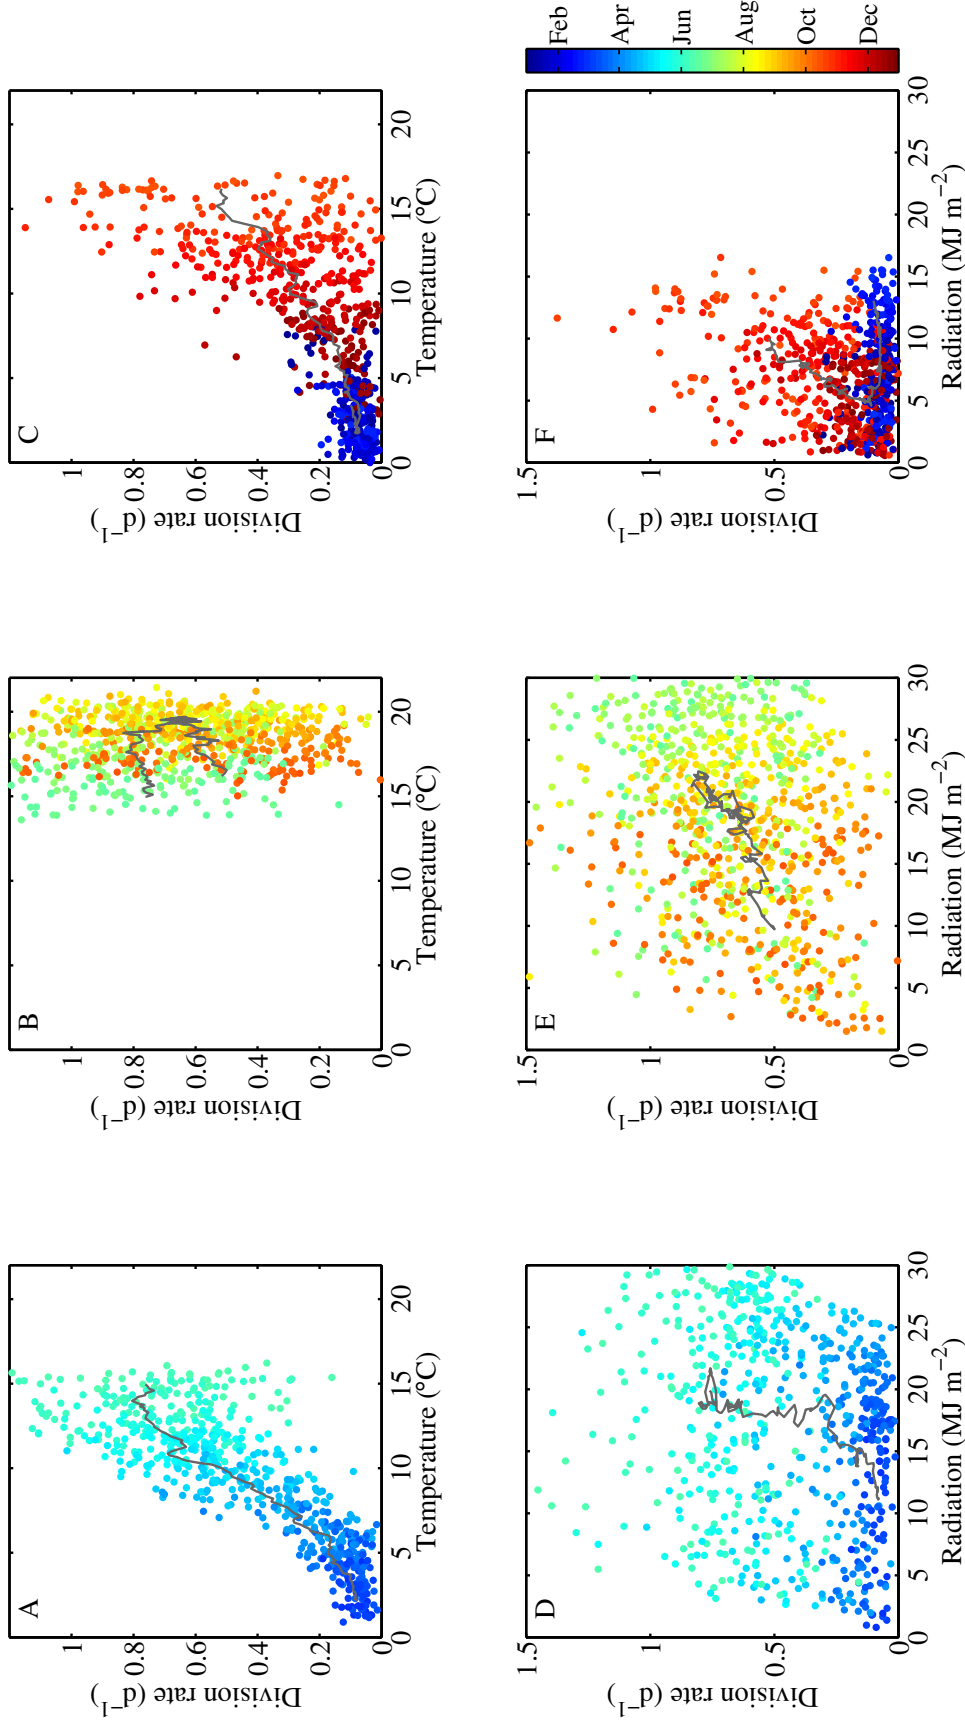 A
1
0.8
0.6
0.4
0.2
0
0 5 10 15 20
Division rate (d⁻¹)
Temperature (°C)
B
1
0.8
0.6
0.4
0.2
0
0 5 10 15 20
Division rate (d⁻¹)
Temperature (°C)
C
1
0.8
0.6
0.4
0.2
0
0 5 10 15 20
Division rate (d⁻¹)
Temperature (°C)
D
1.5
1
0.5
0
0 5 10 15 20 25 30
Division rate (d⁻¹)
Radiation (MJ m⁻²)
E
1.5
1
0.5
0
0 5 10 15 20 25 30
Division rate (d⁻¹)
Radiation (MJ m⁻²)
F
1.5
1
0.5
0
0 5 10 15 20 25 30
Division rate (d⁻¹)
Radiation (MJ m⁻²)
Feb
Apr
Jun
Aug
Oct
Dec